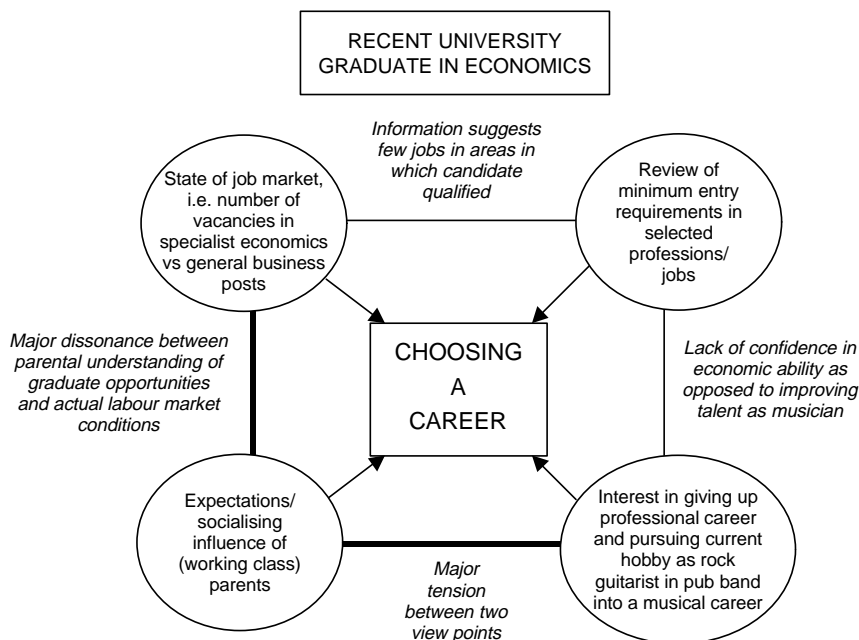 RECENT UNIVERSITY
GRADUATE IN ECONOMICS
Information suggests
few jobs in areas in
which candidate
qualified
State of job market,
i.e. number of
vacancies in
specialist economics
vs general business
posts
Review of
minimum entry
requirements in
selected
professions/
jobs
Major dissonance between
parental understanding of
graduate opportunities
and actual labour market
conditions
CHOOSING
A
CAREER
Lack of confidence in
economic ability as
opposed to improving
talent as musician
Expectations/
socialising
influence of
(working class)
parents
Interest in giving up
professional career
and pursuing current
hobby as rock
guitarist in pub band
into a musical career
Major
tension
between two
view points